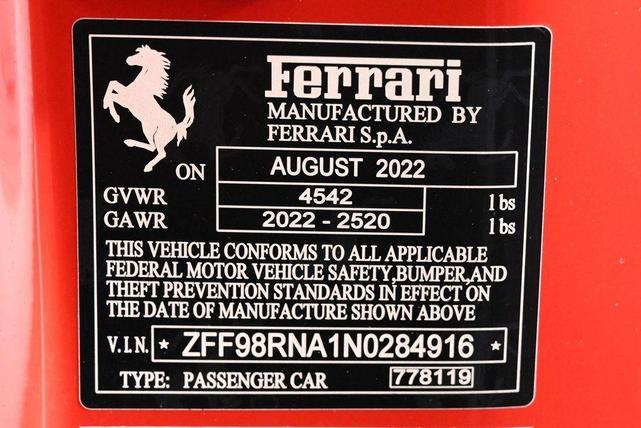 Ferrari
MANUFACTURED BY
FERRARI S.p.A.
ON AUGUST 2022
GVWR 4542 lbs
GAWR 2022 - 2520 lbs
THIS VEHICLE CONFORMS TO ALL APPLICABLE
FEDERAL MOTOR VEHICLE SAFETY,BUMPER,AND
THEFT PREVENTION STANDARDS IN EFFECT ON
THE DATE OF MANUFACTURE SHOWN ABOVE
V.I.N. * ZFF98RNA1N0284916 *
TYPE: PASSENGER CAR 778119